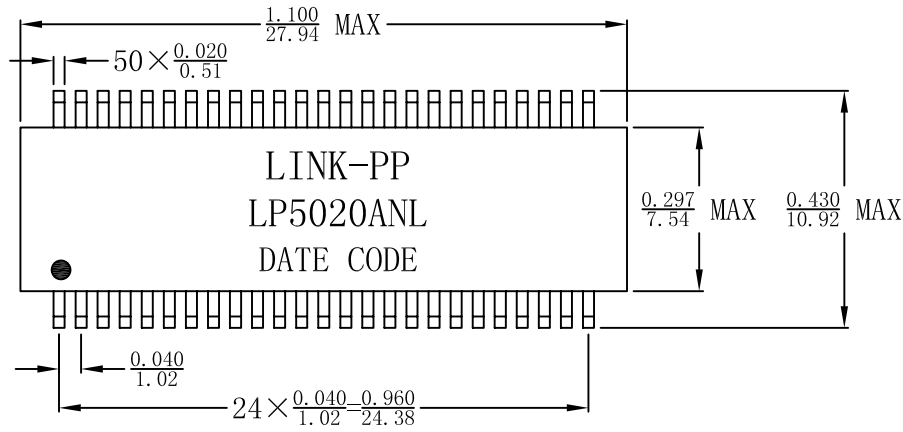 1.100
27.94 MAX
50×0.020
0.51
LINK-PP
LP5020ANL
DATE CODE
0.297
7.54 MAX
0.430
10.92 MAX
0.040
1.02
24×0.040=0.960
1.02 24.38